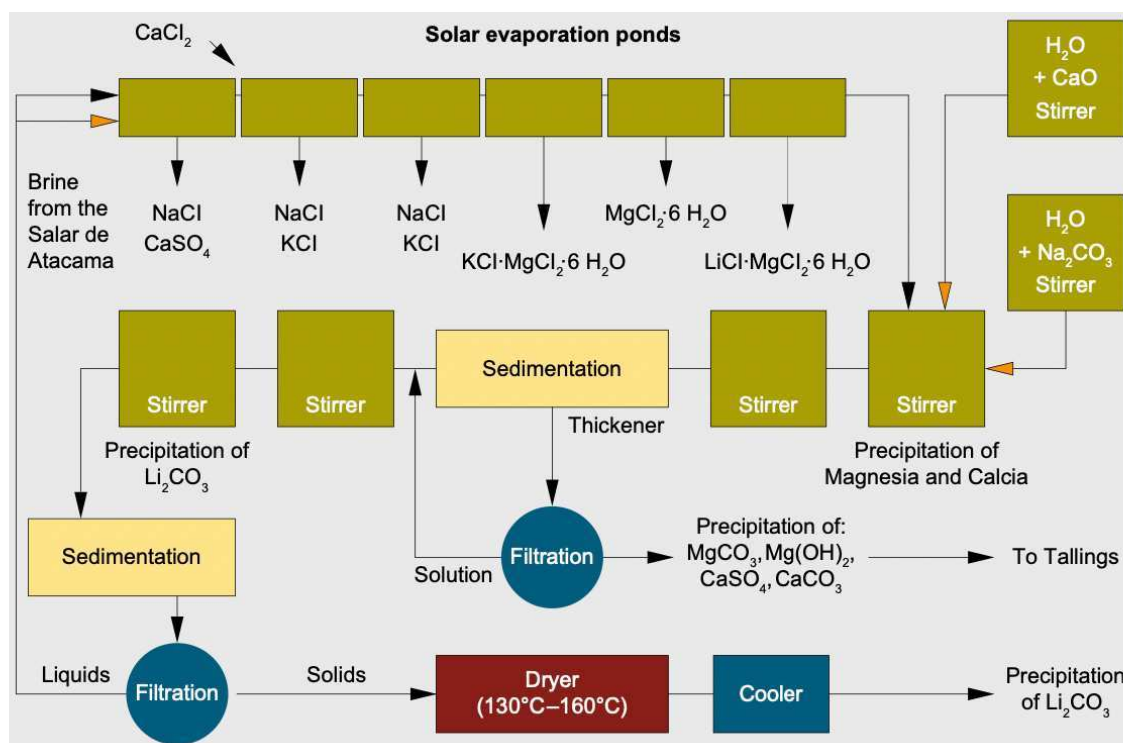 CaCl₂
Solar evaporation ponds
H₂O
+ CaO
Stirrer
Brine
from the
Salar de
Atacama
NaCl
CaSO₄
NaCl
KCl
NaCl
KCl
KCl·MgCl₂·6 H₂O
MgCl₂·6 H₂O
LiCl·MgCl₂·6 H₂O
H₂O
+ Na₂CO₃
Stirrer
Stirrer
Stirrer
Sedimentation
Stirrer
Stirrer
Thickener
Precipitation of
Li₂CO₃
Precipitation of
Magnesia and Calcia
Sedimentation
Solution
Filtration
Precipitation of:
MgCO₃, Mg(OH)₂,
CaSO₄, CaCO₃
To Tallings
Liquids
Filtration
Solids
Dryer
(130°C–160°C)
Cooler
Precipitation
of Li₂CO₃